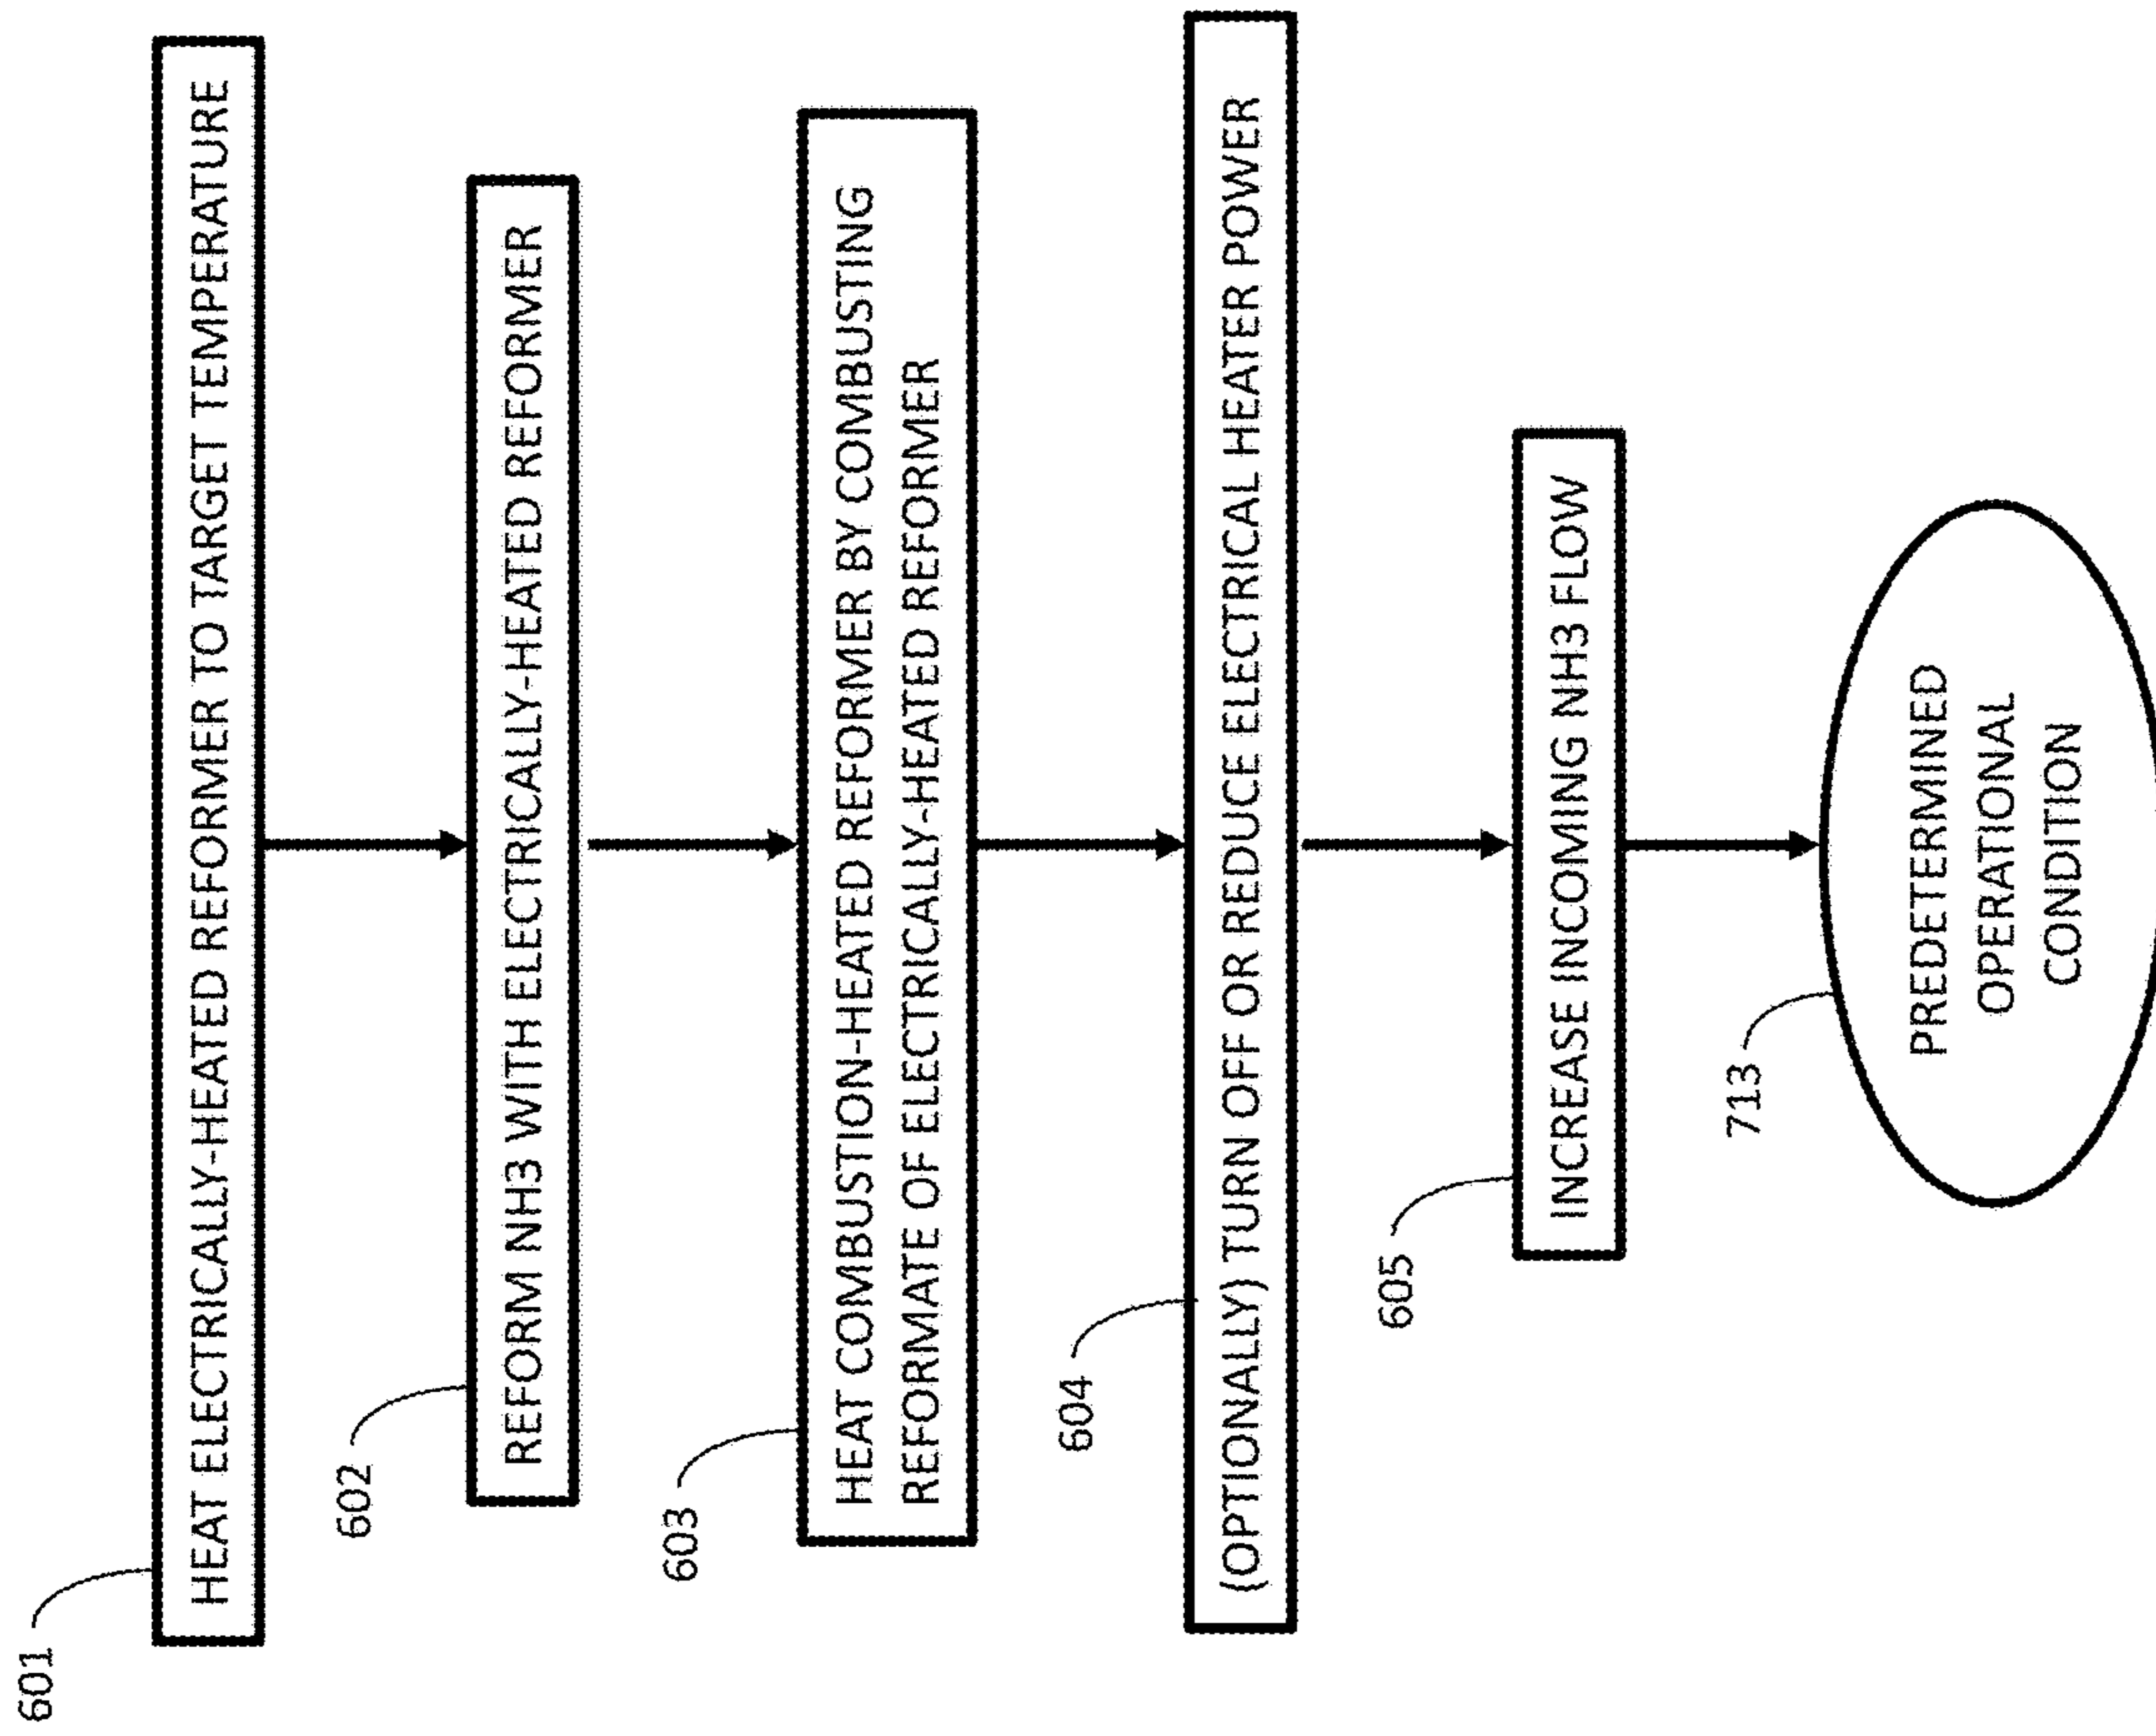 601
HEAT ELECTRICALLY-HEATED REFORMER TO TARGET TEMPERATURE
602
REFORM NH3 WITH ELECTRICALLY-HEATED REFORMER
603
HEAT COMBUSTION-HEATED REFORMER BY COMBUSTING
REFORMATE OF ELECTRICALLY-HEATED REFORMER
604
(OPTIONALLY) TURN OFF OR REDUCE ELECTRICAL HEATER POWER
605
INCREASE INCOMING NH3 FLOW
713
PREDETERMINED
OPERATIONAL
CONDITION